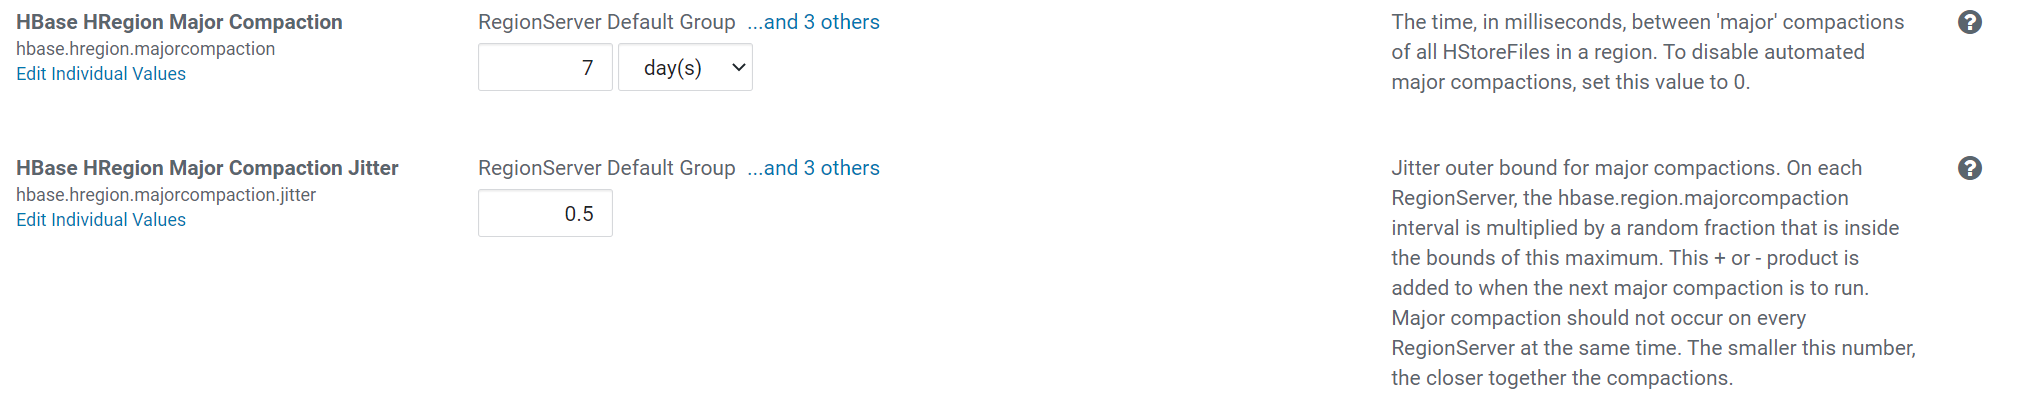 HBase HRegion Major Compaction
hbase.hregion.majorcompaction
Edit Individual Values
RegionServer Default Group ...and 3 others
7 day(s)
The time, in milliseconds, between 'major' compactions
of all HStoreFiles in a region. To disable automated
major compactions, set this value to 0.
?
HBase HRegion Major Compaction Jitter
hbase.hregion.majorcompaction.jitter
Edit Individual Values
RegionServer Default Group ...and 3 others
0.5
Jitter outer bound for major compactions. On each
RegionServer, the hbase.region.majorcompaction
interval is multiplied by a random fraction that is inside
the bounds of this maximum. This + or - product is
added to when the next major compaction is to run.
Major compaction should not occur on every
RegionServer at the same time. The smaller this number,
the closer together the compactions.
?